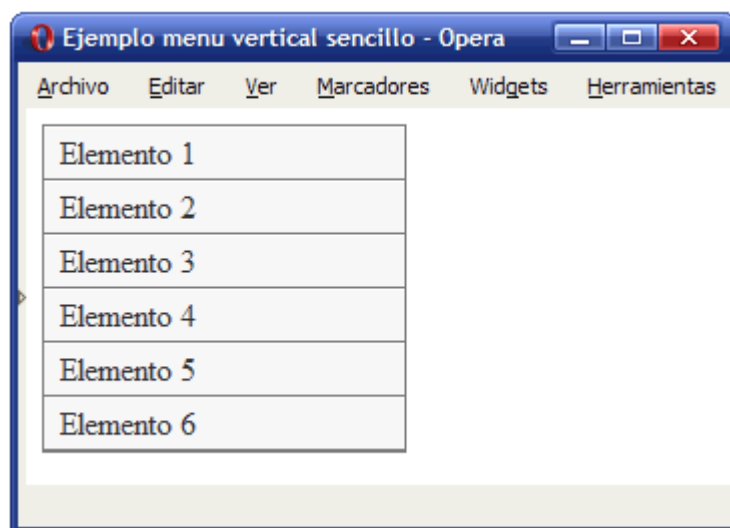 Ejemplo menu vertical sencillo - Opera
Archivo Editar Ver Marcadores Widgets Herramientas
Elemento 1
Elemento 2
Elemento 3
Elemento 4
Elemento 5
Elemento 6